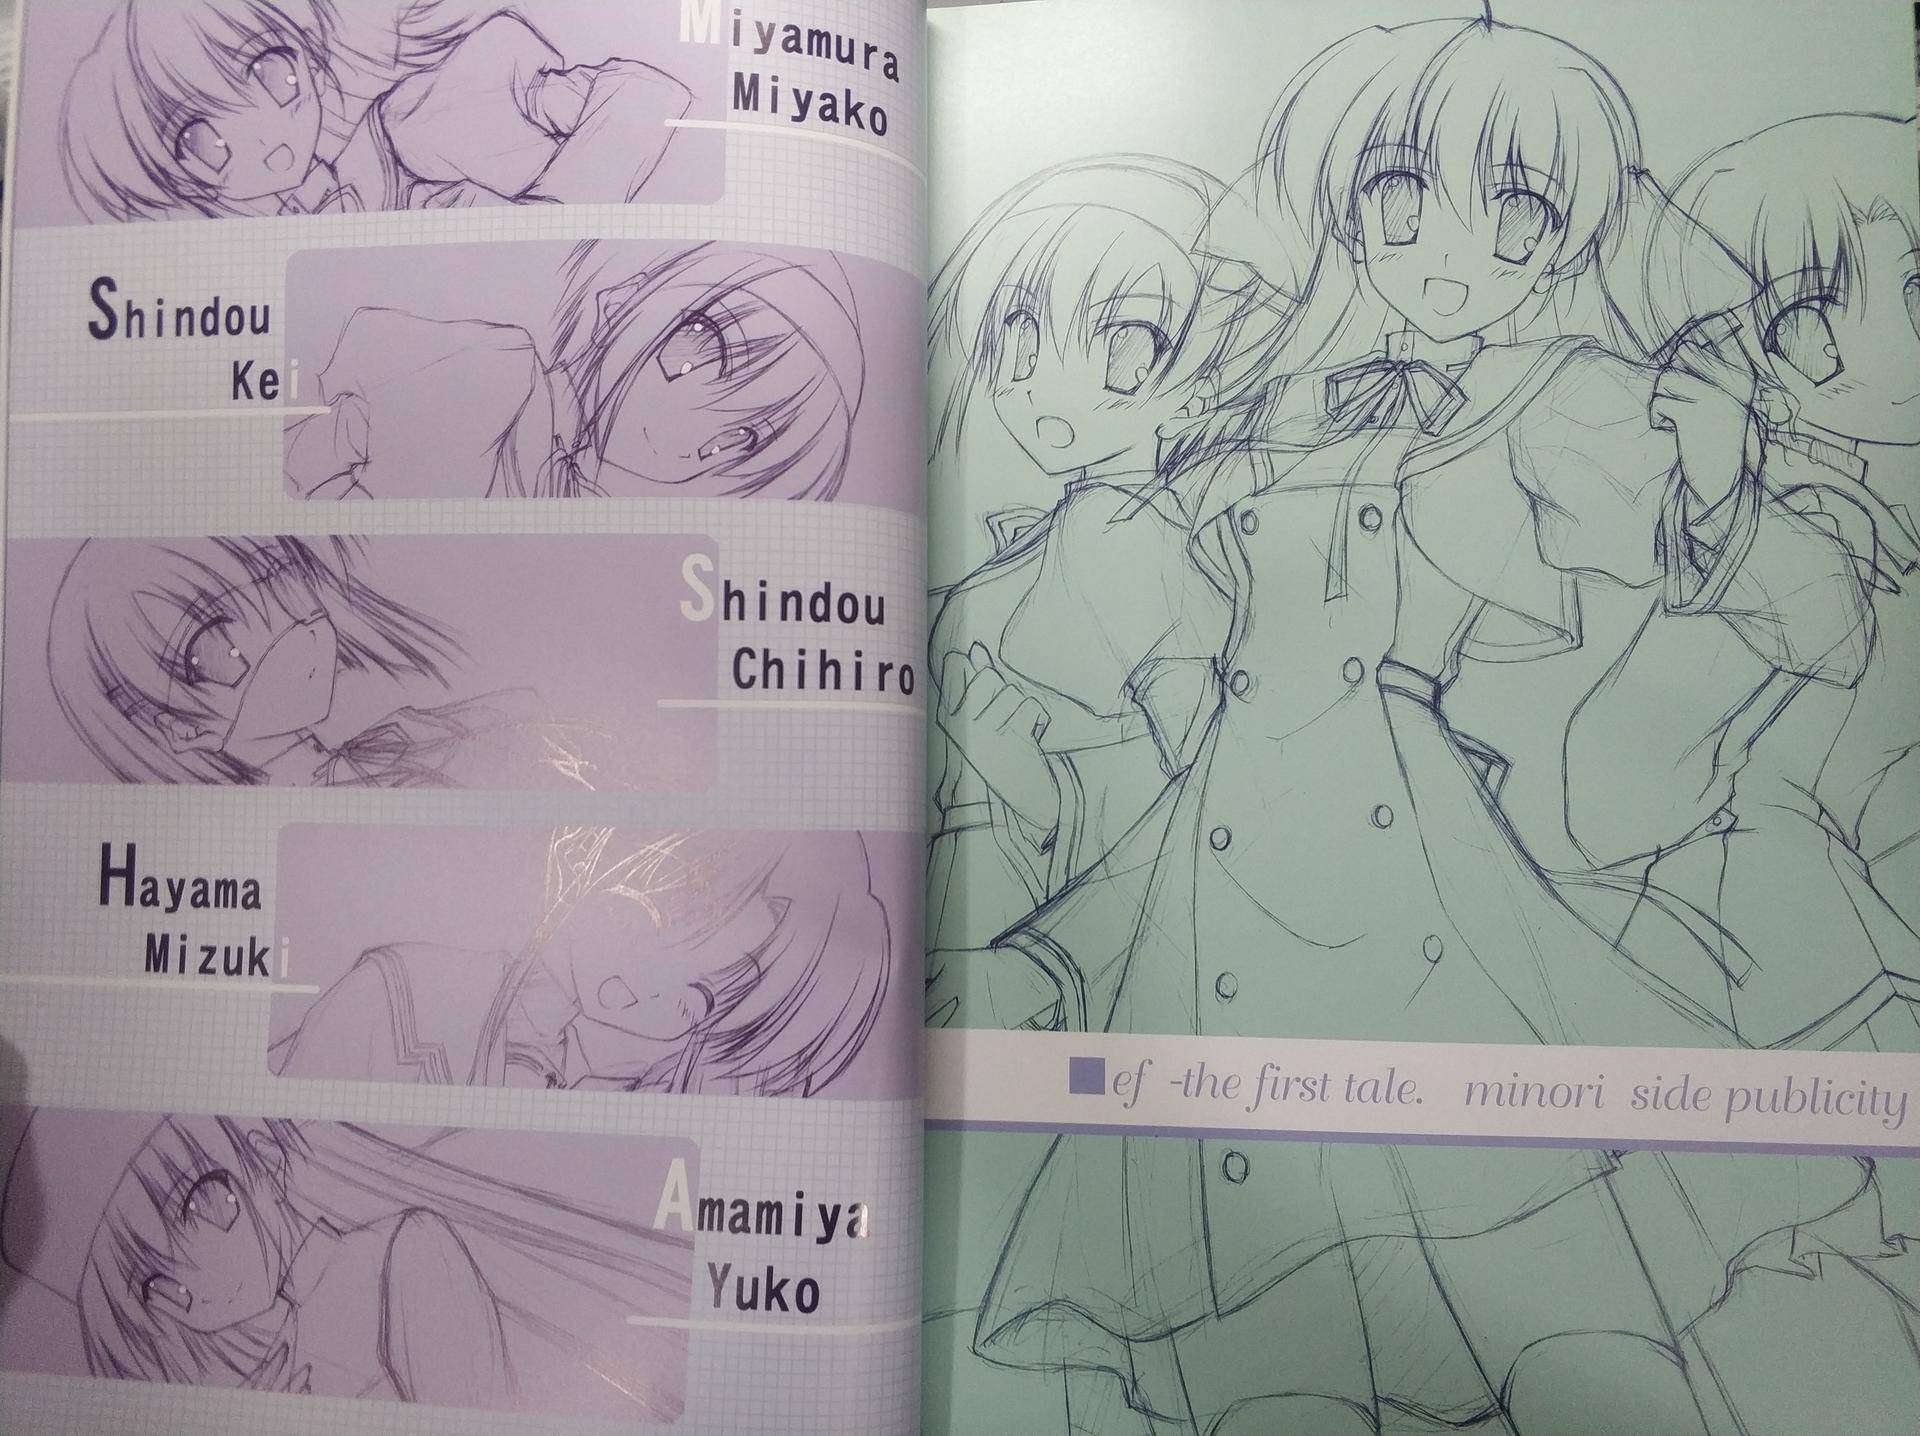 Miyamura
Miyako
Shindou
Kei
Shindou
Chihiro
Hayama
Mizuki
Amamiya
Yuko
ef -the first tale. minori side publicity